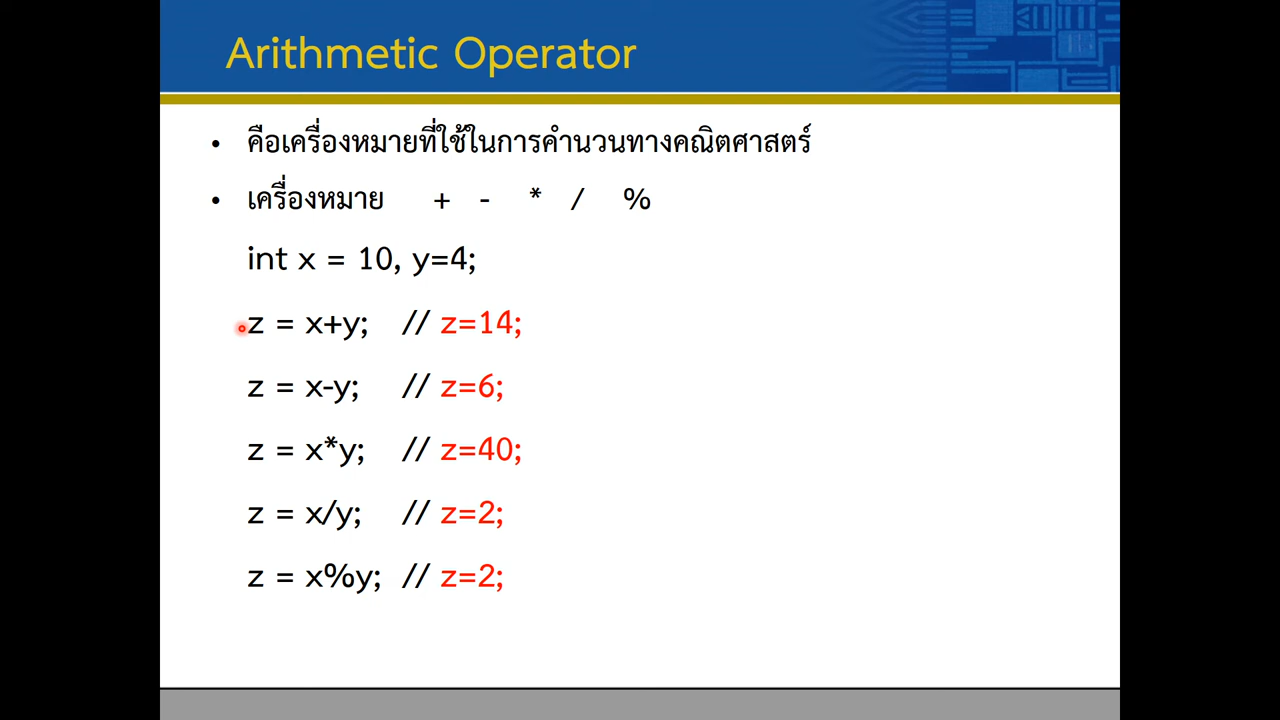 Arithmetic Operator
• คือเครื่องหมายที่ใช้ในการคำนวนทางคณิตศาสตร์
• เครื่องหมาย + - * / %
int x = 10, y=4;
z = x+y; // z=14;
z = x-y; // z=6;
z = x*y; // z=40;
z = x/y; // z=2;
z = x%y; // z=2;